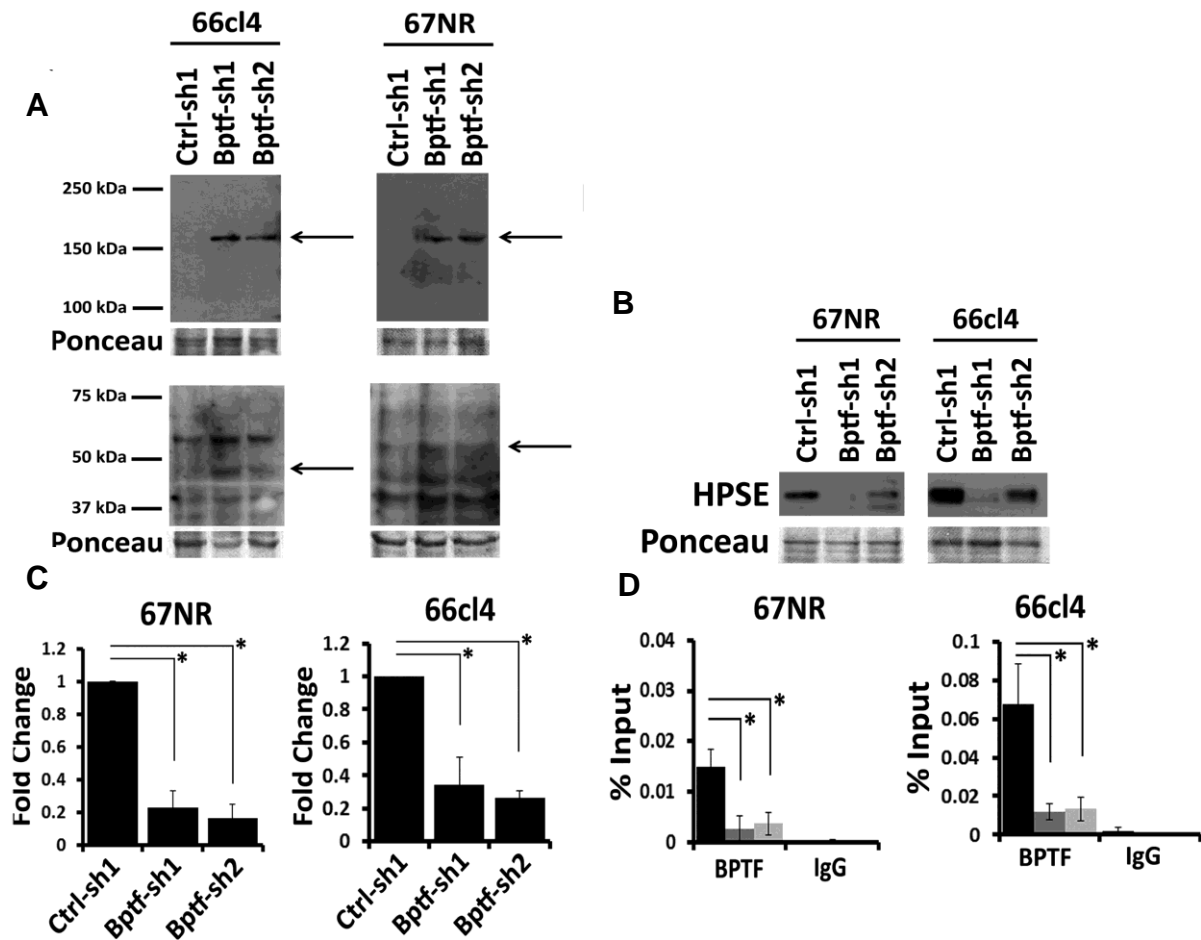 A
66cl4
67NR
Ctrl-sh1
Bptf-sh1
Bptf-sh2
Ctrl-sh1
Bptf-sh1
Bptf-sh2
250 kDa
150 kDa
100 kDa
Ponceau
75 kDa
50 kDa
37 kDa
Ponceau
B
67NR
66cl4
Ctrl-sh1
Bptf-sh1
Bptf-sh2
Ctrl-sh1
Bptf-sh1
Bptf-sh2
HPSE
Ponceau
C
67NR
Fold Change
1.2
1
0.8
0.6
0.4
0.2
0
*
*
Ctrl-sh1
Bptf-sh1
Bptf-sh2
66cl4
Fold Change
1.2
1
0.8
0.6
0.4
0.2
0
*
*
Ctrl-sh1
Bptf-sh1
Bptf-sh2
D
67NR
% Input
0.04
0.03
0.02
0.01
0
*
*
BPTF
IgG
66cl4
% Input
0.1
0.08
0.06
0.04
0.02
0
*
*
BPTF
IgG